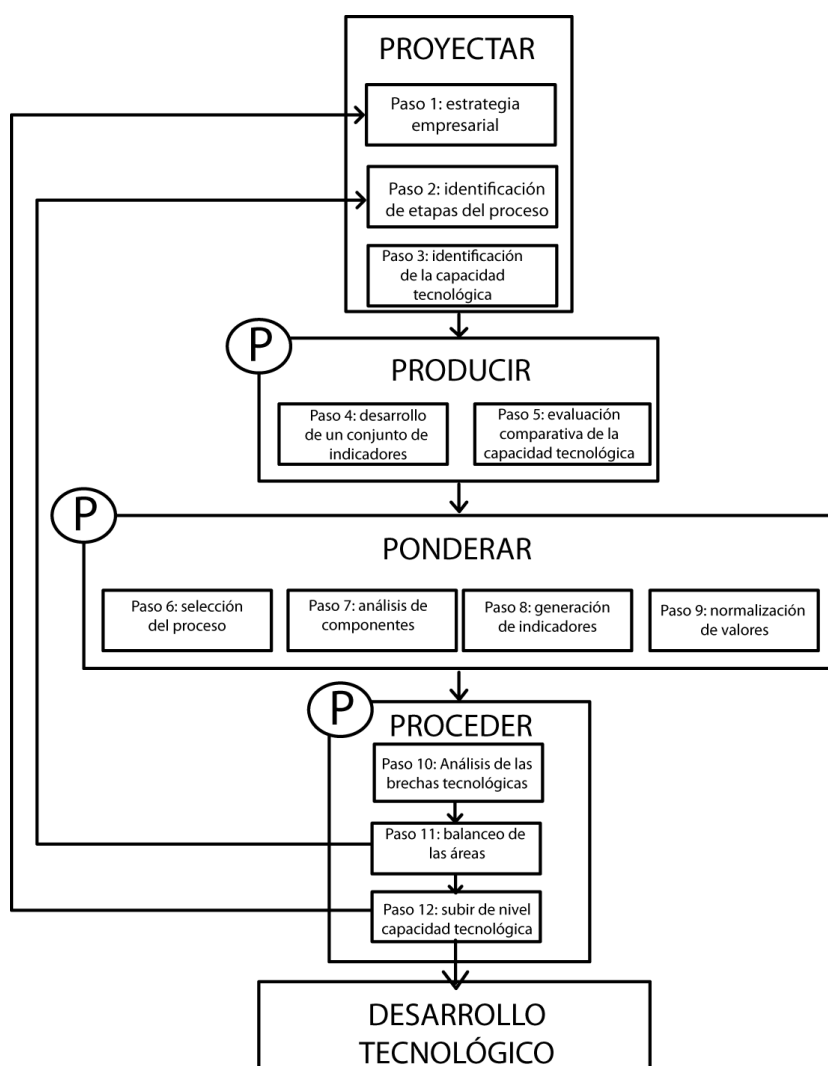 PROYECTAR
Paso 1: estrategia
empresarial
Paso 2: identificación
de etapas del proceso
Paso 3: identificación
de la capacidad
tecnológica
P
PRODUCIR
Paso 4: desarrollo
de un conjunto de
indicadores
Paso 5: evaluación
comparativa de la
capacidad tecnológica
P
PONDERAR
Paso 6: selección
del proceso
Paso 7: análisis de
componentes
Paso 8: generación
de indicadores
Paso 9: normalización
de valores
P
PROCEDER
Paso 10: Análisis de las
brechas tecnológicas
Paso 11: balanceo de
las áreas
Paso 12: subir de nivel
capacidad tecnológica
DESARROLLO
TECNOLÓGICO